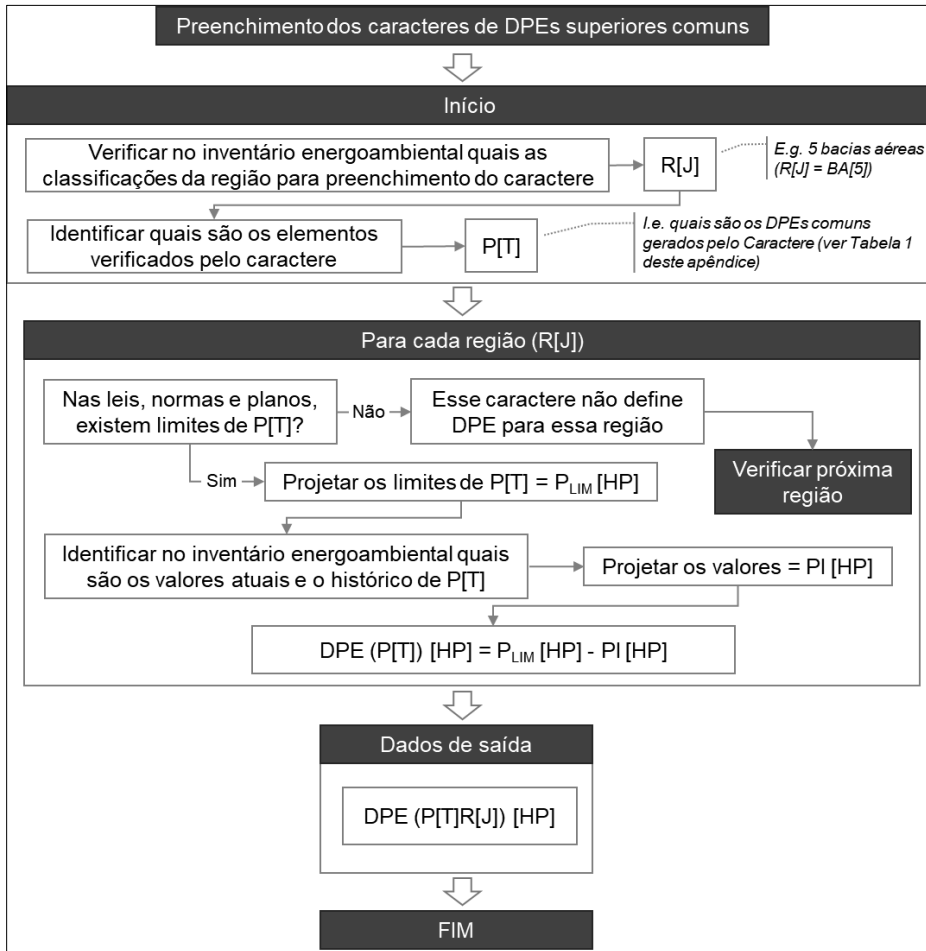 Preenchimento dos caracteres de DPEs superiores comuns
Início
Verificar no inventário energoambiental quais as
classificações da região para preenchimento do caractere
R[J]
E.g. 5 bacias aéreas
(R[J] = BA[5])
Identificar quais são os elementos
verificados pelo caractere
P[T]
I.e. quais são os DPEs comuns
gerados pelo Caractere (ver Tabela 1
deste apêndice)
Para cada região (R[J])
Nas leis, normas e planos,
existem limites de P[T]?
Não
Esse caractere não define
DPE para essa região
Verificar próxima
região
Sim
Projetar os limites de P[T] = PLIM [HP]
Identificar no inventário energoambiental quais
são os valores atuais e o histórico de P[T]
Projetar os valores = PI [HP]
DPE (P[T]) [HP] = PLIM [HP] - PI [HP]
Dados de saída
DPE (P[T]R[J]) [HP]
FIM